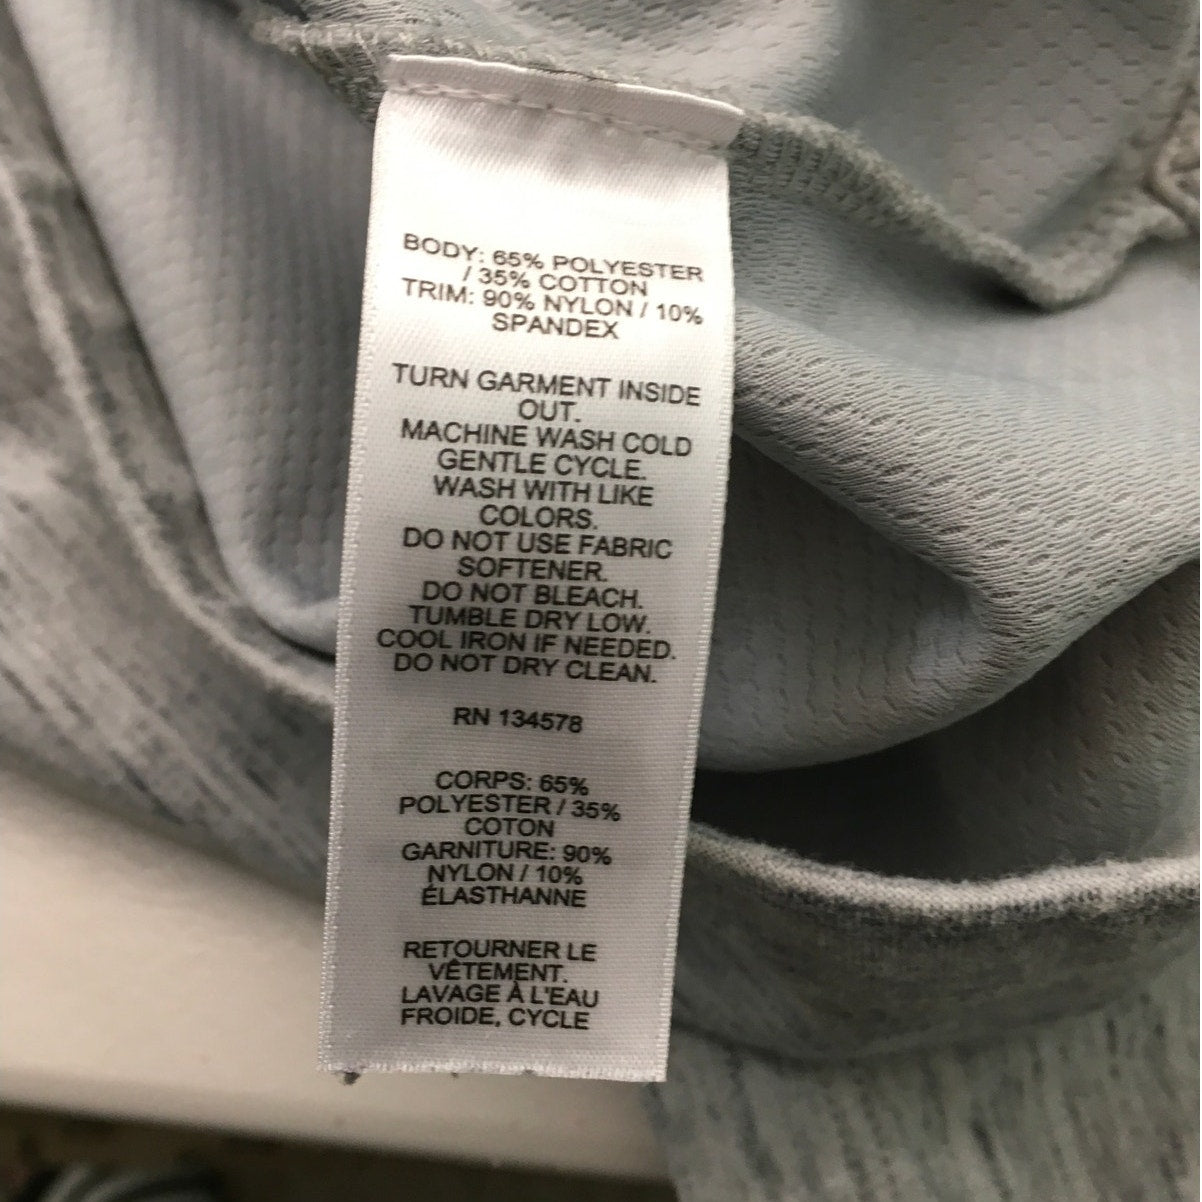 BODY: 65% POLYESTER
/ 35% COTTON
TRIM: 90% NYLON / 10%
SPANDEX
TURN GARMENT INSIDE
OUT.
MACHINE WASH COLD
GENTLE CYCLE.
WASH WITH LIKE
COLORS.
DO NOT USE FABRIC
SOFTENER.
DO NOT BLEACH.
TUMBLE DRY LOW.
COOL IRON IF NEEDED.
DO NOT DRY CLEAN.
RN 134578
CORPS: 65%
POLYESTER / 35%
COTON
GARNITURE: 90%
NYLON / 10%
ÉLASTHANNE
RETOURNER LE
VÊTEMENT.
LAVAGE À L'EAU
FROIDE, CYCLE